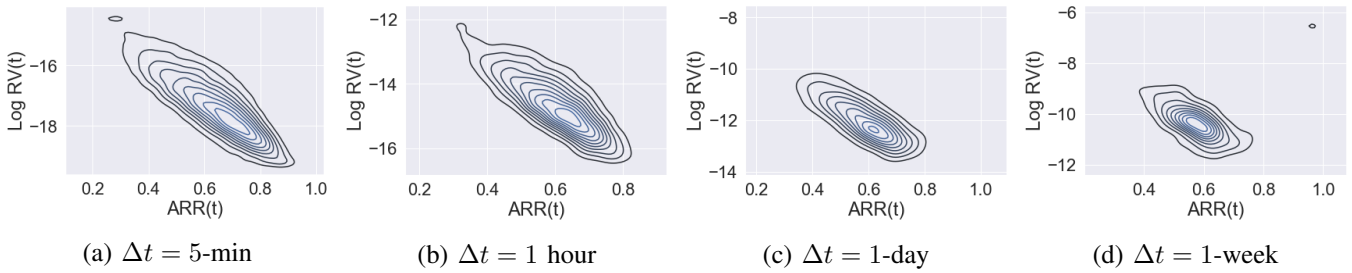 Log RV(t)
−16
−18
0.2 0.4 0.6 0.8 1.0
ARR(t)
(a) Δt = 5-min
Log RV(t)
−12
−14
−16
0.2 0.4 0.6 0.8
ARR(t)
(b) Δt = 1 hour
Log RV(t)
−8
−10
−12
−14
0.2 0.4 0.6 0.8 1.0
ARR(t)
(c) Δt = 1-day
Log RV(t)
−6
−8
−10
−12
0.4 0.6 0.8 1.0
ARR(t)
(d) Δt = 1-week